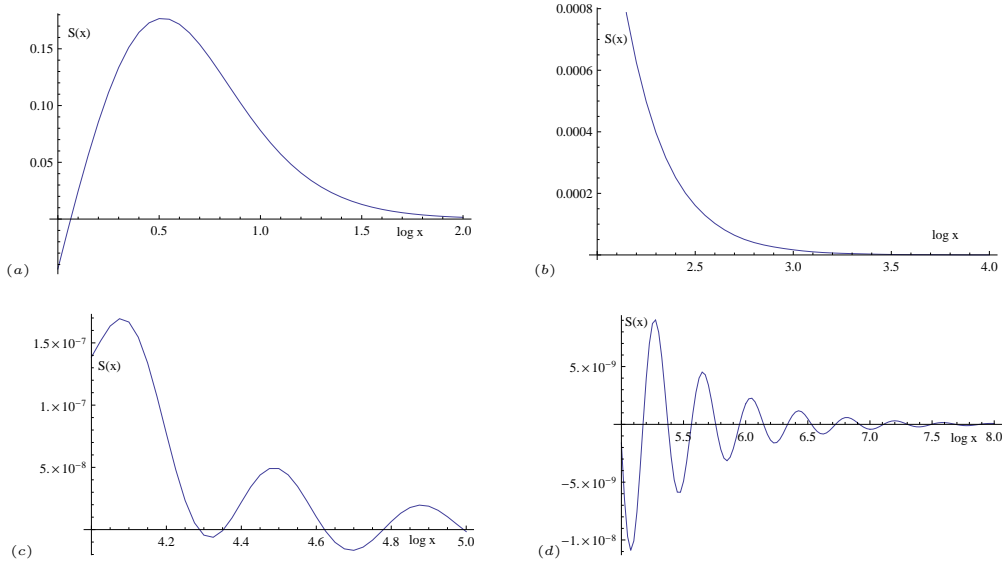 S(x)
0.15
0.10
0.05
0.5 1.0 1.5 2.0
log x
(a)
0.0008
S(x)
0.0006
0.0004
0.0002
log x
2.5 3.0 3.5 4.0
(b)
1.5×10⁻⁷
S(x)
1.×10⁻⁷
5.×10⁻⁸
4.2 4.4 4.6 4.8 log x 5.0
(c)
S(x)
5.×10⁻⁹
5.5 6.0 6.5 7.0 7.5 log x 8.0
−5.×10⁻⁹
−1.×10⁻⁸
(d)